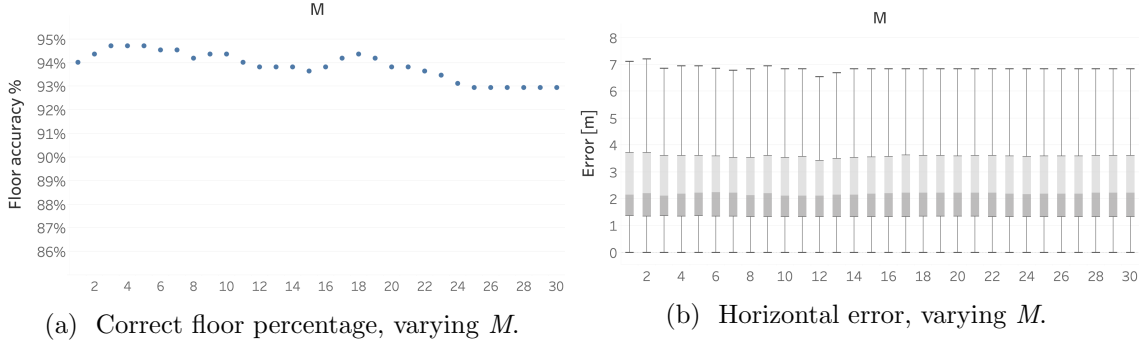 M
Floor accuracy %
95%
94%
93%
92%
91%
90%
89%
88%
87%
86%
2 4 6 8 10 12 14 16 18 20 22 24 26 28 30
(a) Correct floor percentage, varying M.
M
Error [m]
8
7
6
5
4
3
2
1
0
2 4 6 8 10 12 14 16 18 20 22 24 26 28 30
(b) Horizontal error, varying M.